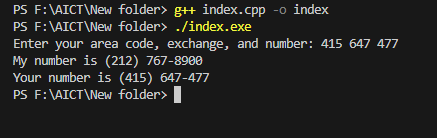 PS F:\AICT\New folder> g++ index.cpp -o index
PS F:\AICT\New folder> ./index.exe
Enter your area code, exchange, and number: 415 647 477
My number is (212) 767-8900
Your number is (415) 647-477
PS F:\AICT\New folder>